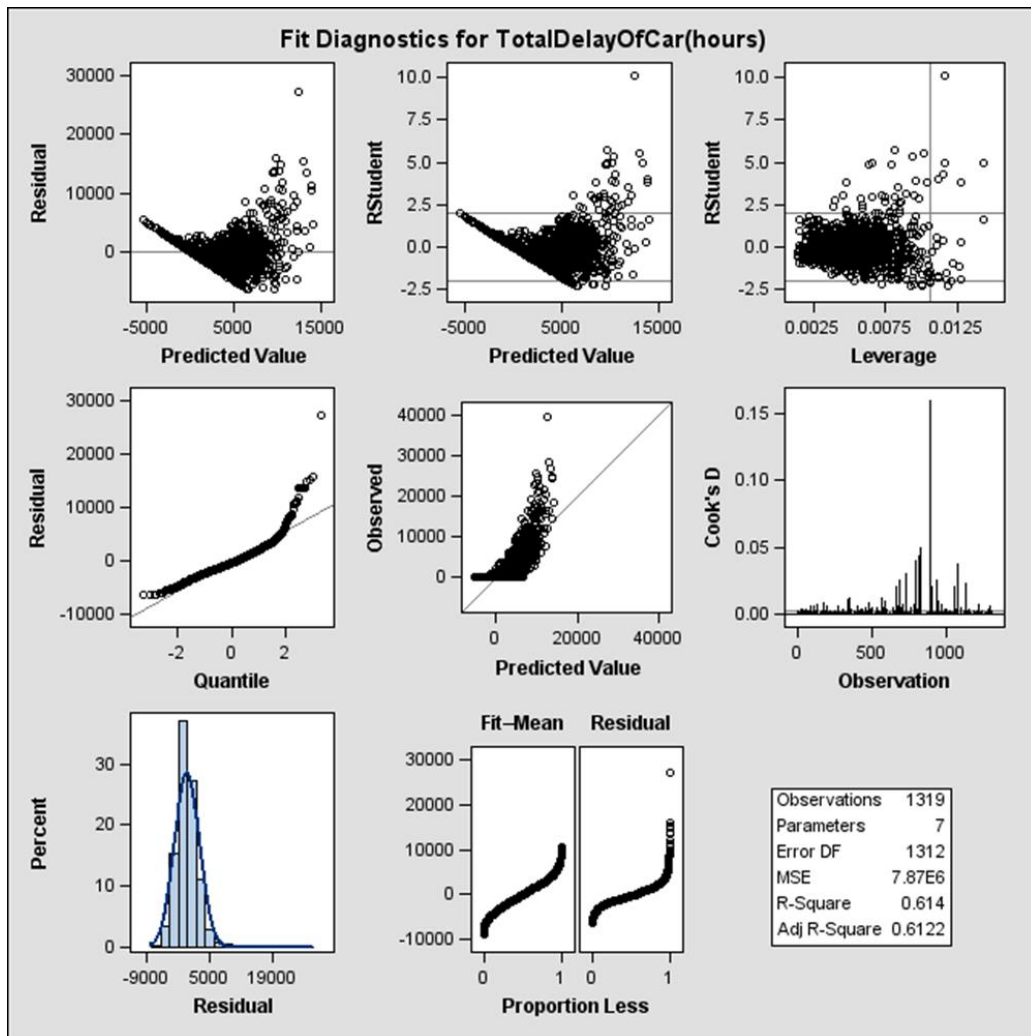 Fit Diagnostics for TotalDelayOfCar(hours)
30000
20000
10000
0
Residual
-5000 5000 15000
Predicted Value
10.0
7.5
5.0
2.5
0.0
-2.5
RStudent
-5000 5000 15000
Predicted Value
10.0
7.5
5.0
2.5
0.0
-2.5
RStudent
0.0025 0.0075 0.0125
Leverage
30000
20000
10000
0
-10000
Residual
-2 0 2
Quantile
40000
30000
20000
10000
0
Observed
0 20000 40000
Predicted Value
0.15
0.10
0.05
0.00
Cook's D
0 500 1000
Observation
30
20
10
0
Percent
-9000 5000 19000
Residual
Fit–Mean Residual
30000
20000
10000
0
-10000
0 1 0 1
Proportion Less
Observations 1319
Parameters 7
Error DF 1312
MSE 7.87E6
R-Square 0.614
Adj R-Square 0.6122